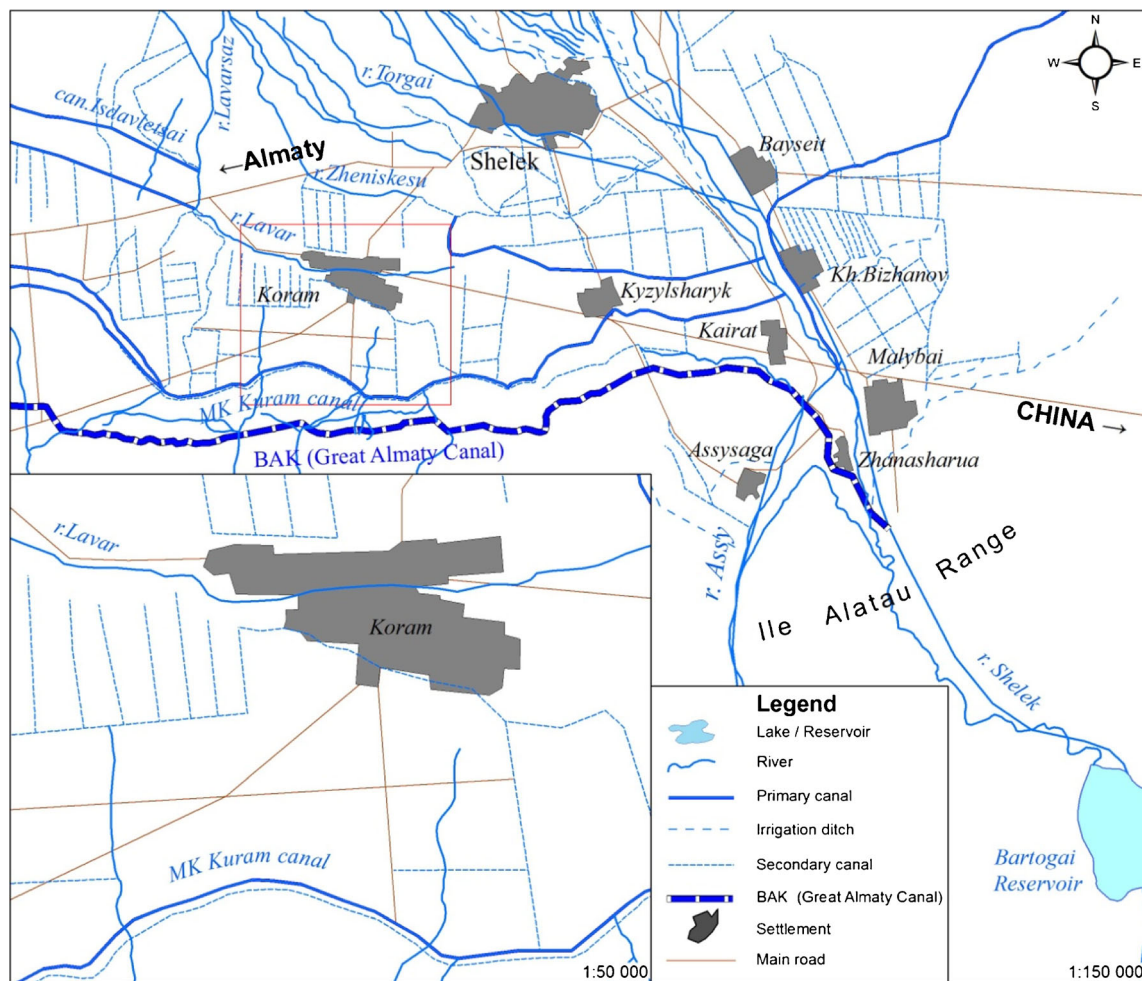 N
W
E
S
r.Torgai
r.Lavarsaz
can.Isdavletsai
←Almaty
Shelek
Bayseit
r.Zheniskesu
r.Lavar
Koram
Kyzylsharyk
Kh.Bizhanov
Kairat
Malybai
CHINA →
MK Kuram canal
BAK (Great Almaty Canal)
Assysaga
Zhanasharua
r. Assy
Ile Alatau Range
r. Shelek
Bartogai
Reservoir
r.Lavar
Koram
MK Kuram canal
1:50 000
Legend
Lake / Reservoir
River
Primary canal
Irrigation ditch
Secondary canal
BAK (Great Almaty Canal)
Settlement
Main road
1:150 000